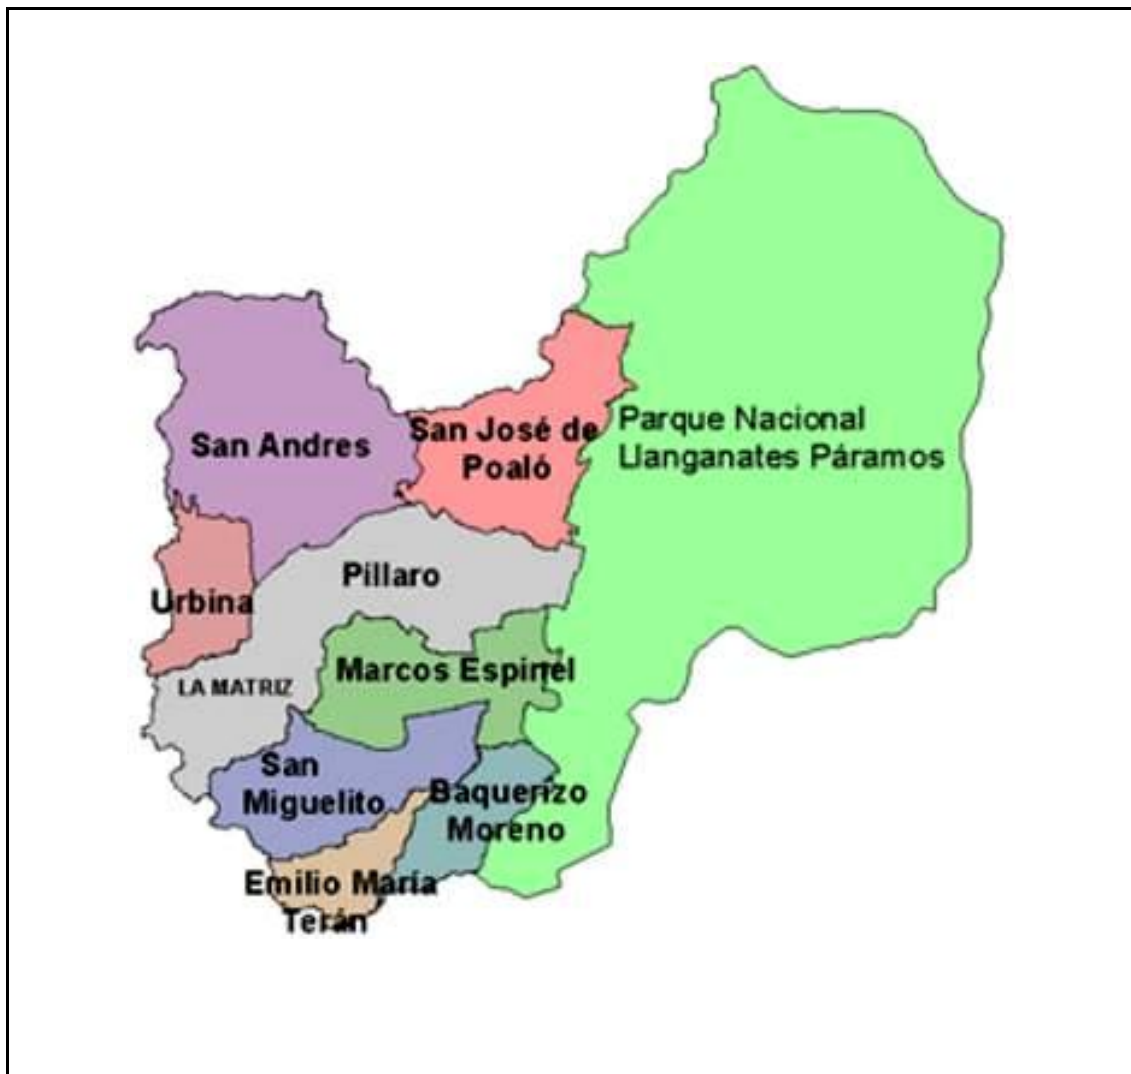 San Andres
San José de
Poaló
Parque Nacional
Llanganates Páramos
Pillaro
Urbina
Marcos Espinel
LA MATRIZ
San
Miguelito
Baquerizo
Moreno
Emilio María
Terán